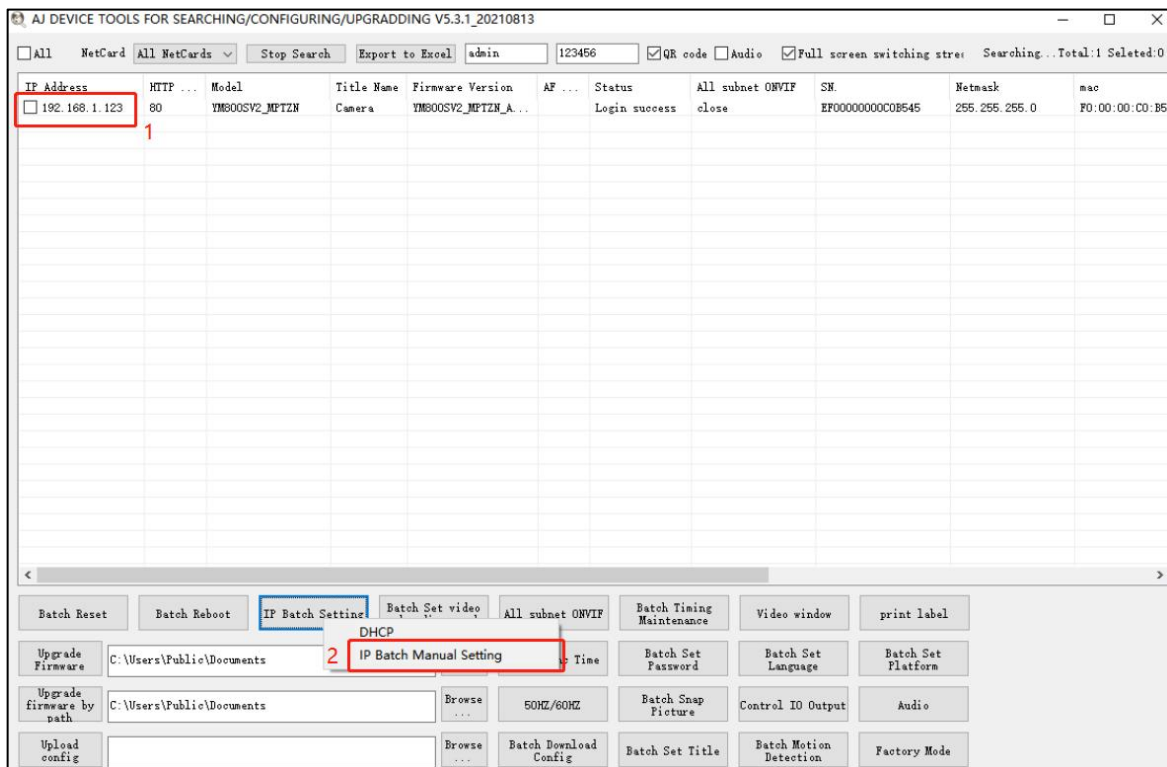 AJ DEVICE TOOLS FOR SEARCHING/CONFIGURING/UPGRADDING V5.3.1_20210813
All NetCard All NetCards Stop Search Export to Excel admin 123456 QR code Audio Full screen switching stre Searching...Total:1 Seleted:0
IP Address HTTP ... Model Title Name Firmware Version AF ... Status All subnet ONVIF SN. Netmask mac
192.168.1.123 80 YM800SV2_MPTZN Camera YM800SV2_MPTZN_A... Login success close EF00000000C0B545 255.255.255.0 F0:00:00:C0:B5
1
Batch Reset Batch Reboot IP Batch Setting Batch Set video All subnet ONVIF Batch Timing Maintenance Video window print label
DHCP
2 IP Batch Manual Setting
Upgrade Firmware C:\Users\Public\Documents Time Batch Set Password Batch Set Language Batch Set Platform
Upgrade firmware by path C:\Users\Public\Documents Browse ... 50HZ/60HZ Batch Snap Picture Control IO Output Audio
Upload config Browse ... Batch Download Config Batch Set Title Batch Motion Detection Factory Mode